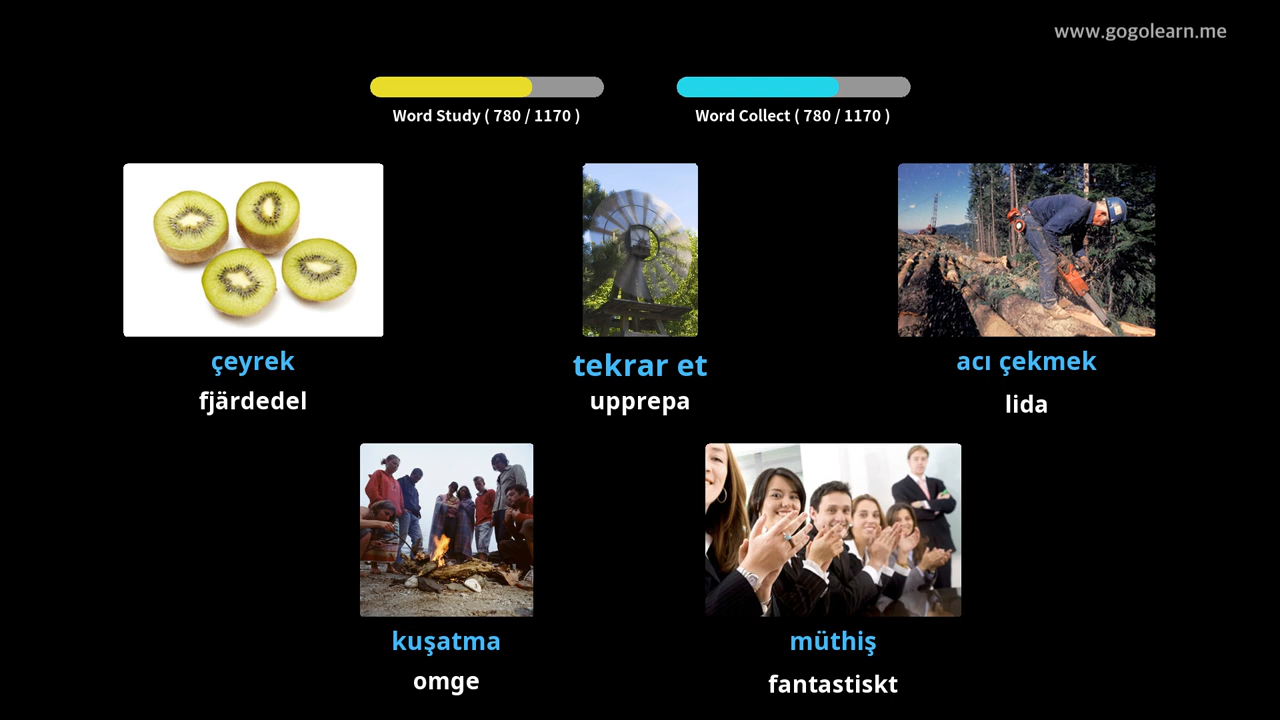 www.gogolearn.me
Word Study ( 780 / 1170 )
Word Collect ( 780 / 1170 )
çeyrek
fjärdedel
tekrar et
upprepa
acı çekmek
lida
kuşatma
omge
müthiş
fantastiskt